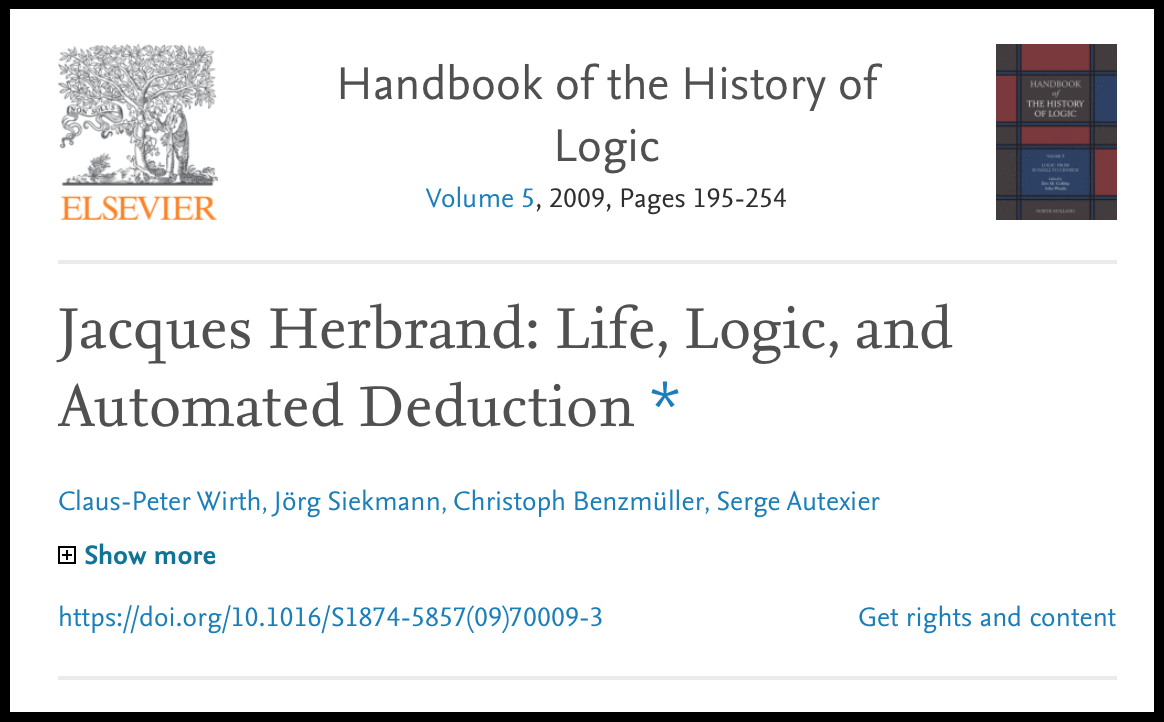 NON SOLVS
ELSEVIER
Handbook of the History of
Logic
Volume 5, 2009, Pages 195-254
HANDBOOK
of
THE HISTORY
OF LOGIC
Jacques Herbrand: Life, Logic, and
Automated Deduction *
Claus-Peter Wirth, Jörg Siekmann, Christoph Benzmüller, Serge Autexier
Show more
https://doi.org/10.1016/S1874-5857(09)70009-3
Get rights and content